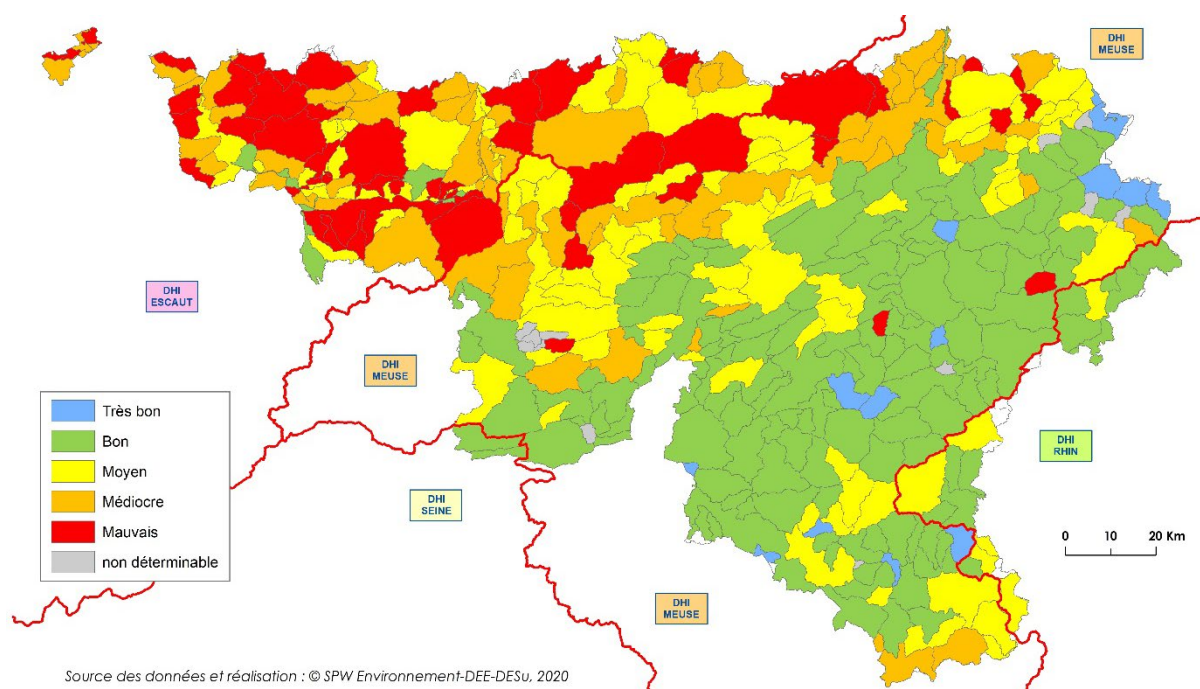 DHI
MEUSE
DHI
ESCAUT
DHI
MEUSE
Très bon
Bon
Moyen
Médiocre
Mauvais
non déterminable
DHI
RHIN
DHI
SEINE
0 10 20 Km
DHI
MEUSE
Source des données et réalisation : © SPW Environnement-DEE-DESu, 2020